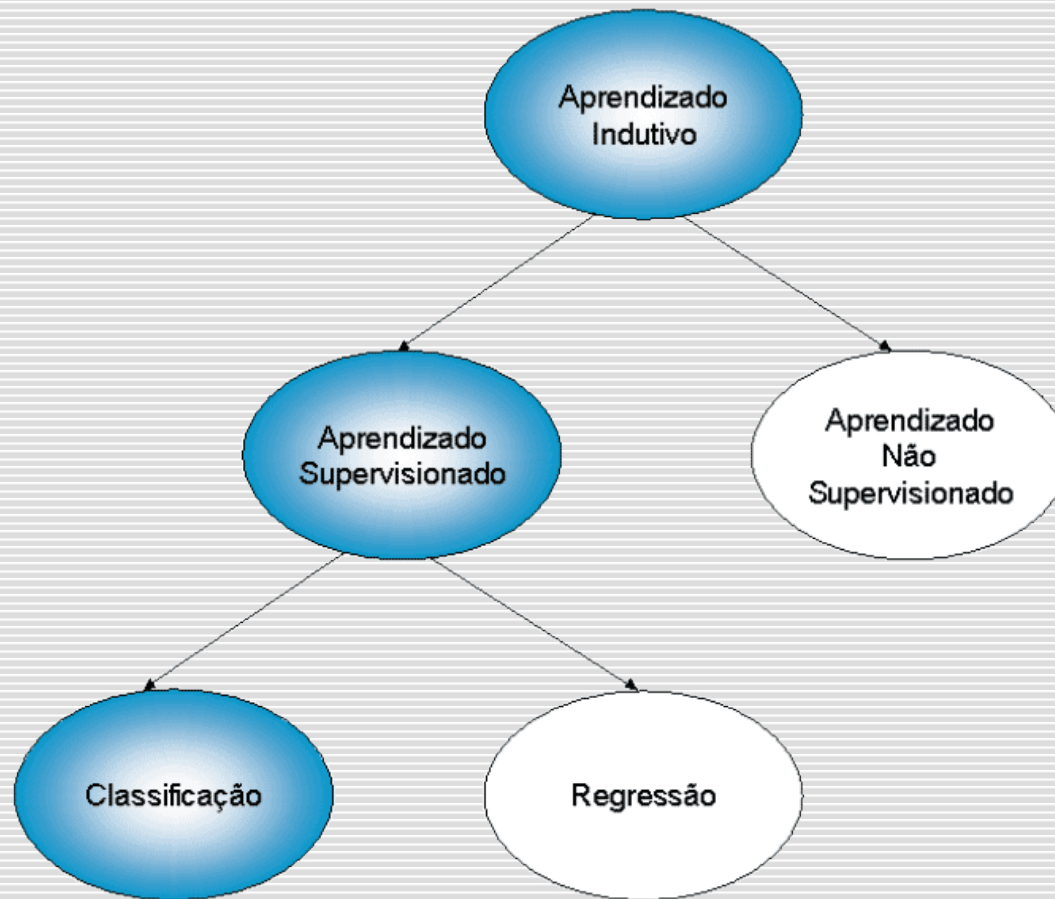 Aprendizado
Indutivo
Aprendizado
Supervisionado
Aprendizado
Não
Supervisionado
Classificação
Regressão